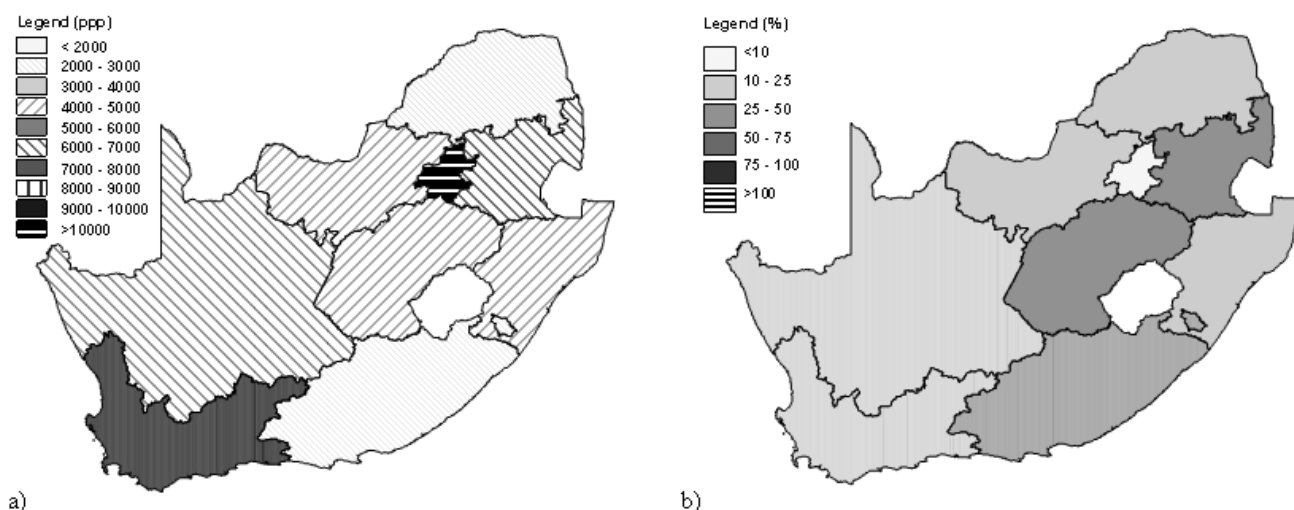 Legend (ppp)
< 2000
2000 - 3000
3000 - 4000
4000 - 5000
5000 - 6000
6000 - 7000
7000 - 8000
8000 - 9000
9000 - 10000
>10000
a)
Legend (%)
<10
10 - 25
25 - 50
50 - 75
75 - 100
>100
b)